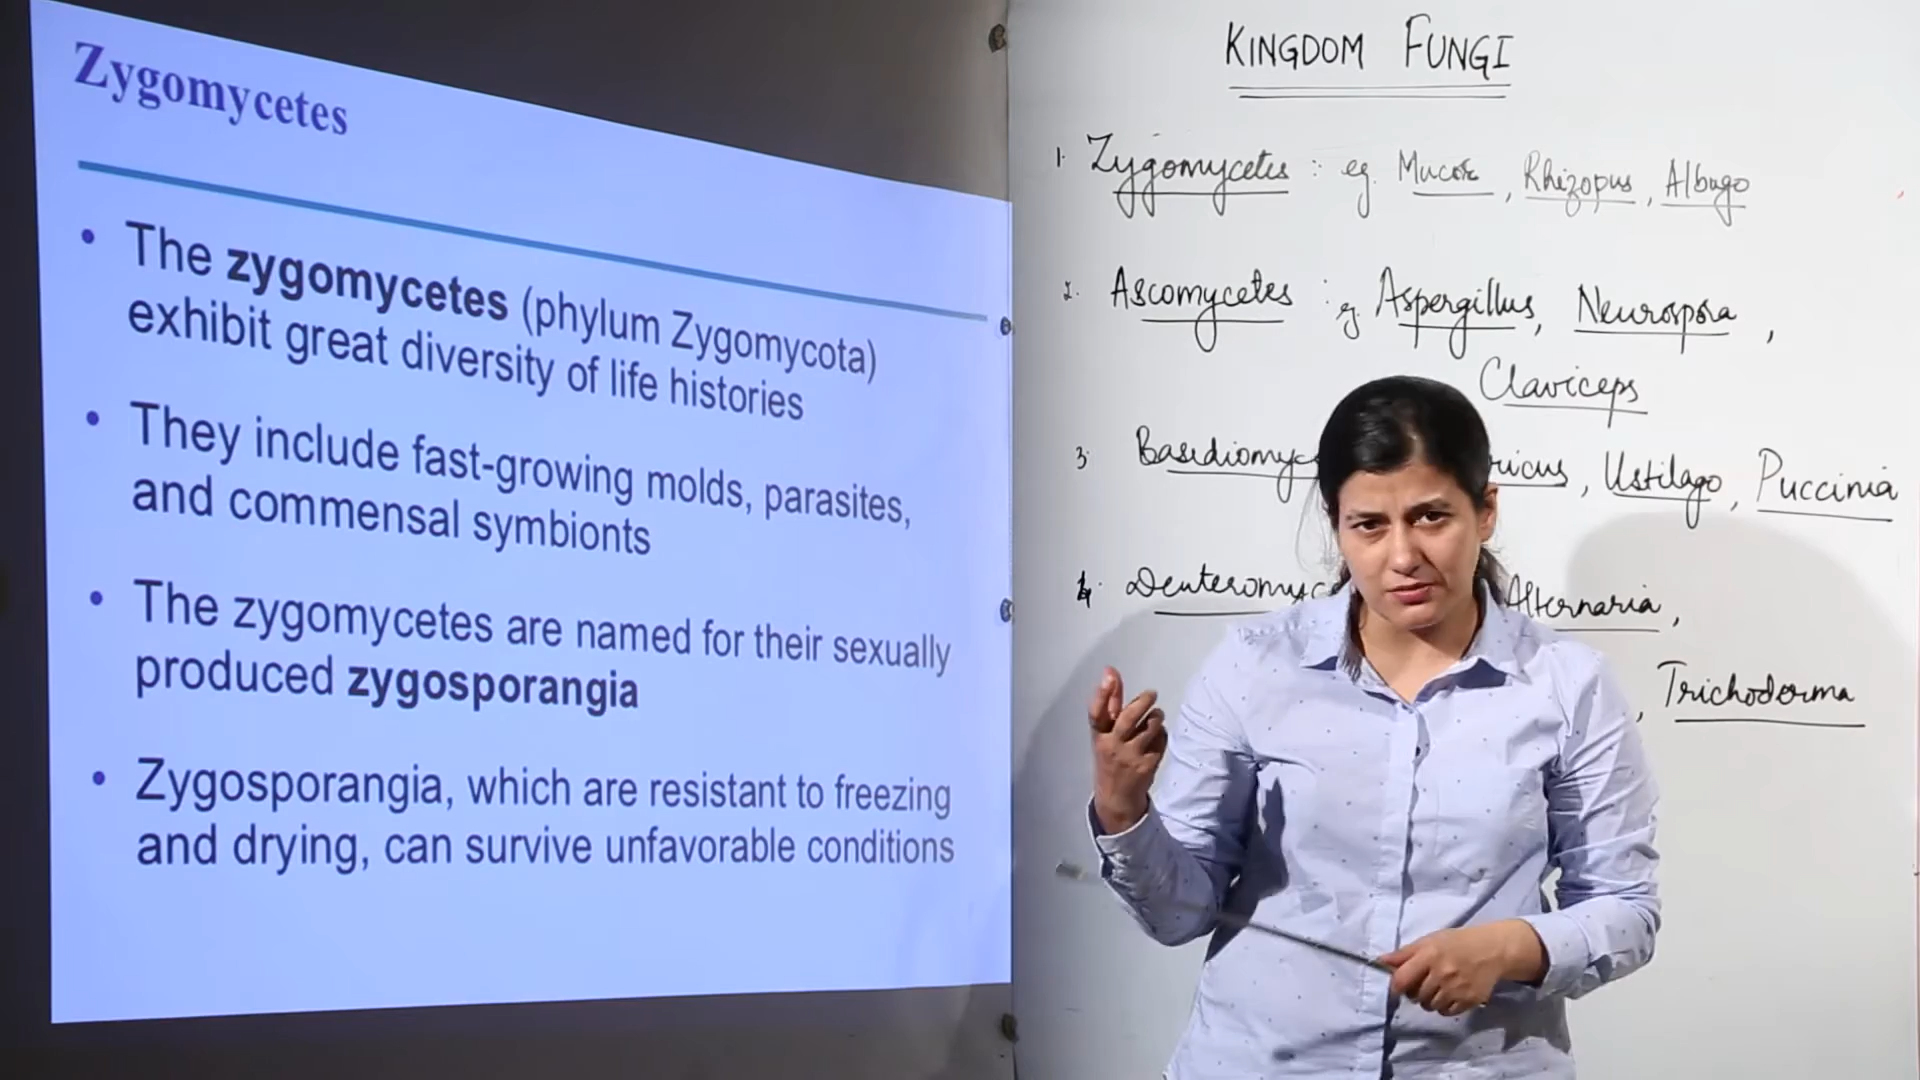 Zygomycetes
• The zygomycetes (phylum Zygomycota)
exhibit great diversity of life histories
• They include fast-growing molds, parasites,
and commensal symbionts
• The zygomycetes are named for their sexually
produced zygosporangia
• Zygosporangia, which are resistant to freezing
and drying, can survive unfavorable conditions
KINGDOM FUNGI
1. Zygomycetes : eg. Mucor, Rhizopus, Albugo
2. Ascomycetes : eg. Aspergillus, Neurospora,
Claviceps
3. Basidiomyc ricus, Ustilago, Puccinia
4. Deuteromyc Alternaria,
, Trichoderma